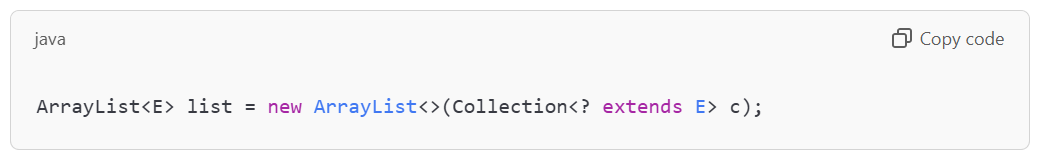 java
Copy code
ArrayList<E> list = new ArrayList<>(Collection<? extends E> c);